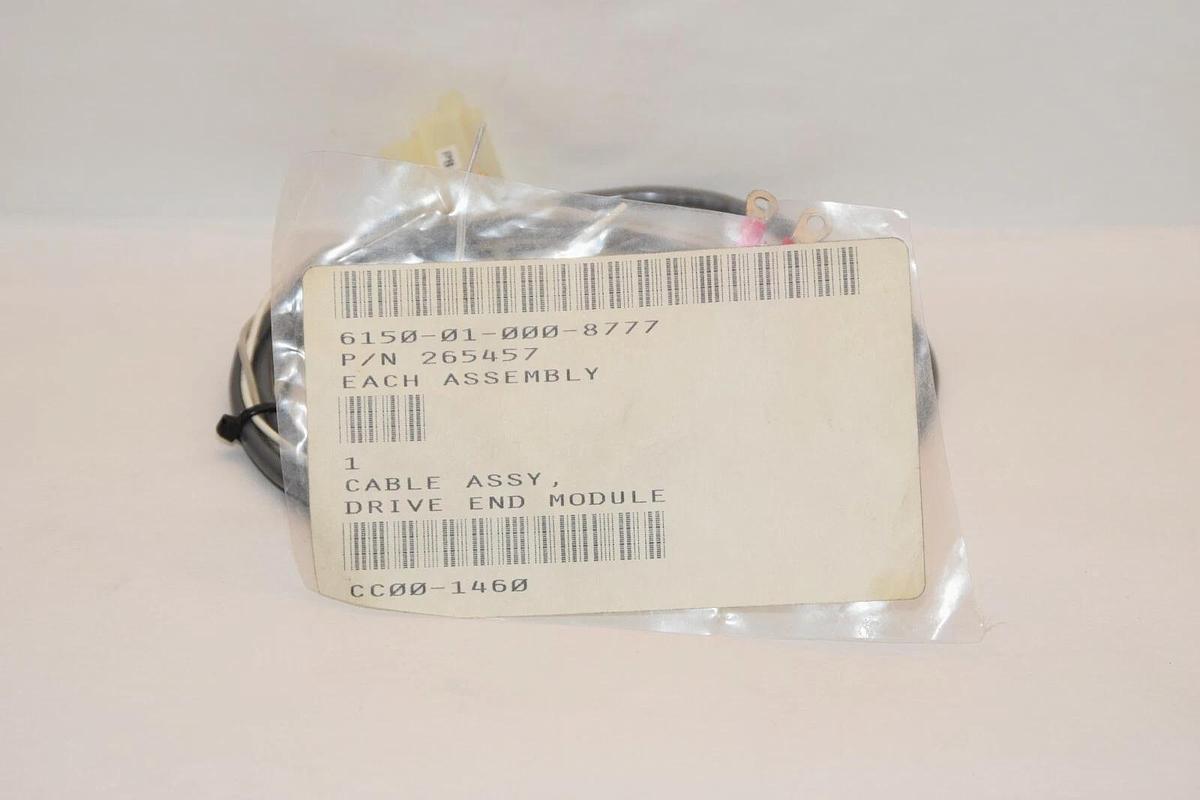 6150-01-000-8777
P/N 265457
EACH ASSEMBLY
1
CABLE ASSY,
DRIVE END MODULE
CC00-1460